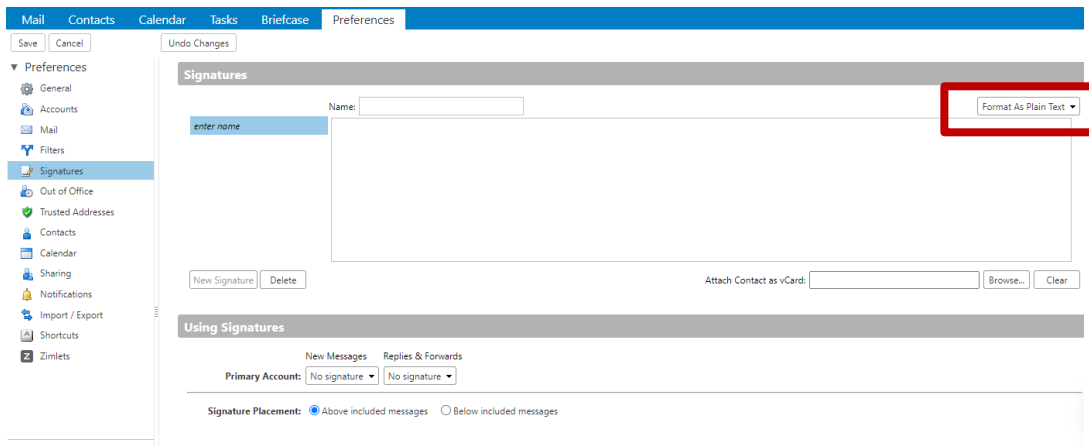 Mail Contacts Calendar Tasks Briefcase Preferences
Save Cancel Undo Changes
Preferences
General
Accounts
Mail
Filters
Signatures
Out of Office
Trusted Addresses
Contacts
Calendar
Sharing
Notifications
Import / Export
Shortcuts
Z Zimlets
Signatures
Name: Format As Plain Text
enter name
New Signature Delete Attach Contact as vCard: Browse... Clear
Using Signatures
New Messages Replies & Forwards
Primary Account: No signature No signature
Signature Placement: Above included messages Below included messages